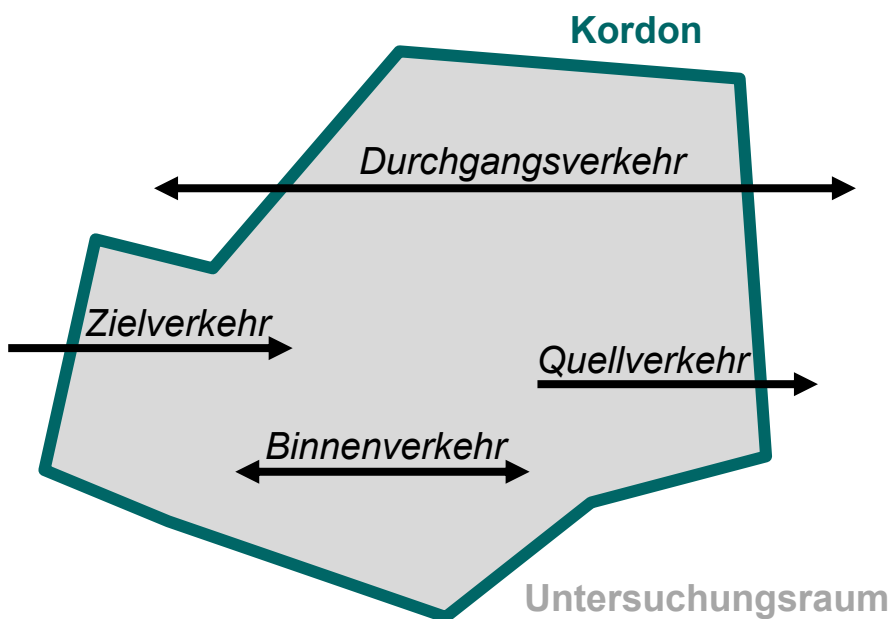 Kordon
Durchgangsverkehr
Zielverkehr
Quellverkehr
Binnenverkehr
Untersuchungsraum